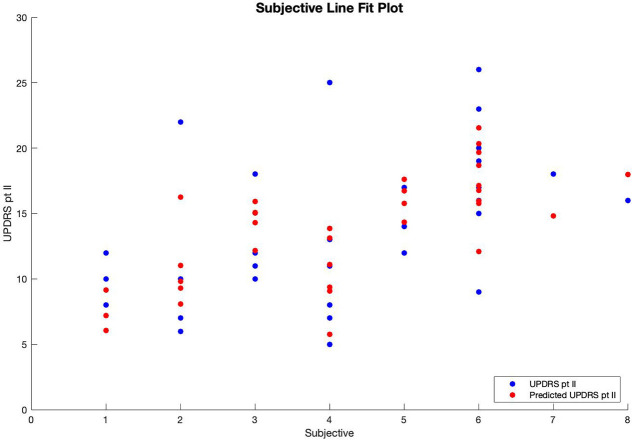 Subjective Line Fit Plot
30
25
20
15
10
5
0
UPDRS pt II
0 1 2 3 4 5 6 7 8
Subjective
UPDRS pt II
Predicted UPDRS pt II